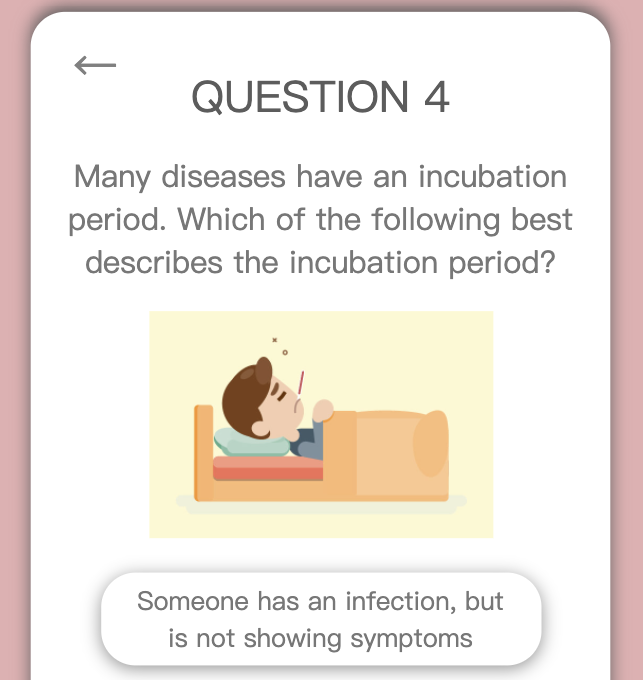 QUESTION 4
Many diseases have an incubation
period. Which of the following best
describes the incubation period?
Someone has an infection, but
is not showing symptoms